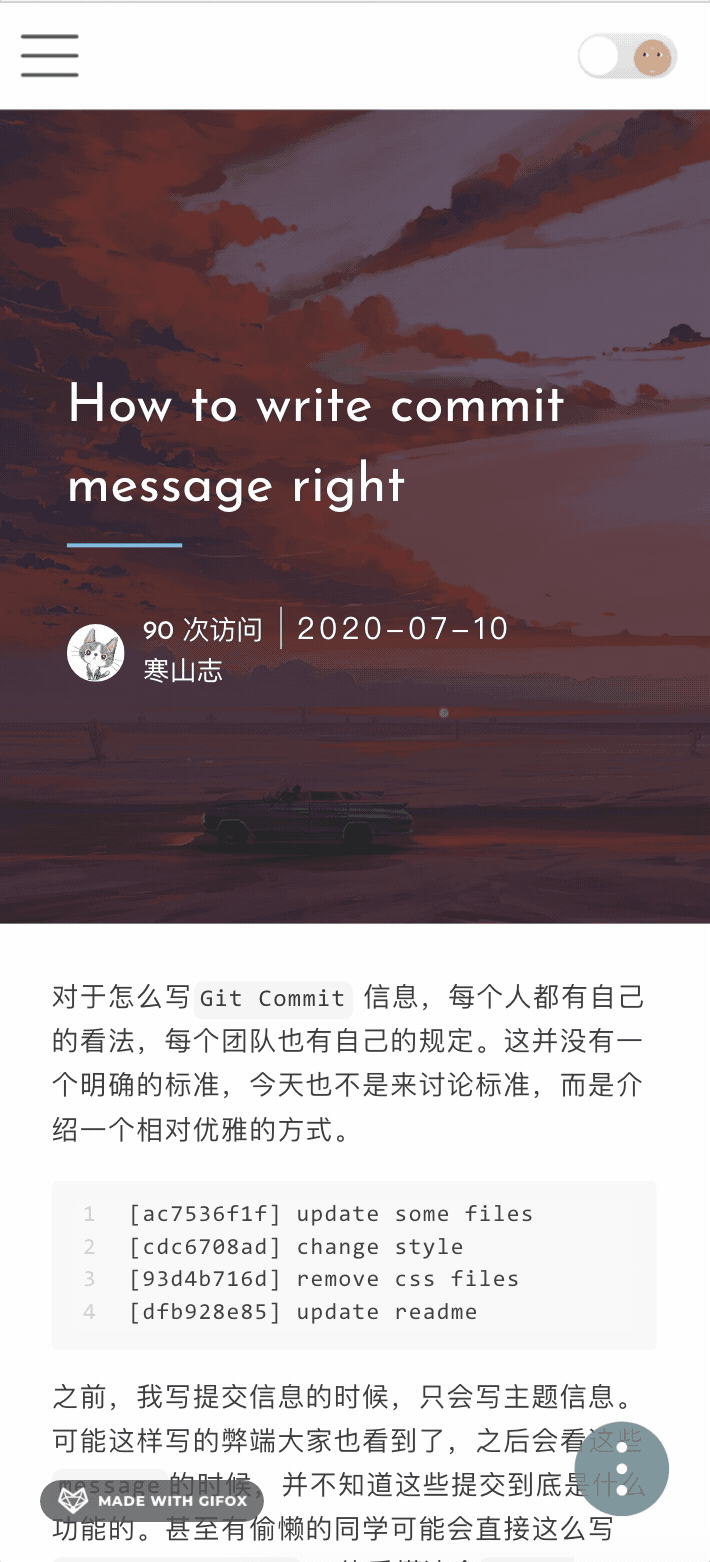 How to write commit
message right
90 次访问 | 2020-07-10
寒山志
对于怎么写 Git Commit 信息，每个人都有自己
的看法，每个团队也有自己的规定。这并没有一
个明确的标准，今天也不是来讨论标准，而是介
绍一个相对优雅的方式。
1 [ac7536f1f] update some files
2 [cdc6708ad] change style
3 [93d4b716d] remove css files
4 [dfb928e85] update readme
之前，我写提交信息的时候，只会写主题信息。
可能这样写的弊端大家也看到了，之后会看这些
message 的时候，并不知道这些提交到底是什么
MADE WITH GIFOX
功能的。甚至有偷懒的同学可能会直接这么写